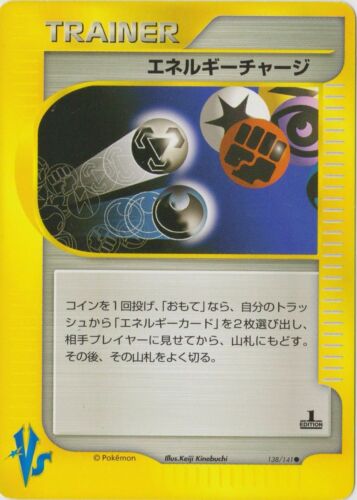 TRAINER
エネルギーチャージ
コインを1回投げ、「おもて」なら、自分のトラッ
シュから「エネルギーカード」を2枚選び出し、
相手プレイヤーに見せてから、山札にもどす。
その後、その山札をよく切る。
1
EDITION
VS
© Pokémon Illus.Keiji Kinebuchi 138/141●